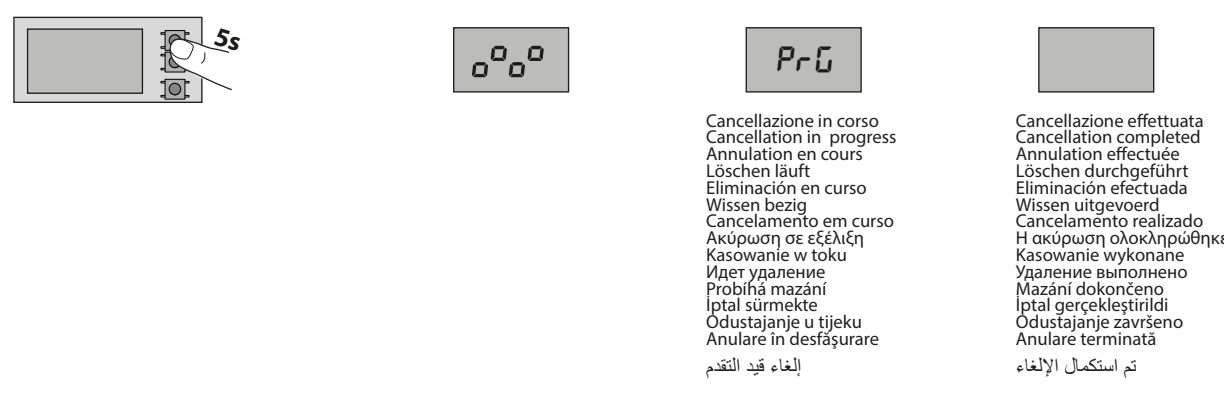 5s
PrG
Cancellazione in corso
Cancellation in progress
Annulation en cours
Löschen läuft
Eliminación en curso
Wissen bezig
Cancelamento em curso
Ακύρωση σε εξέλιξη
Kasowanie w toku
Идет удаление
Probíhá mazání
İptal sürmekte
Odustajanje u tijeku
Anulare în desfăşurare
إلغاء قيد التقدم
Cancellazione effettuata
Cancellation completed
Annulation effectuée
Löschen durchgeführt
Eliminación efectuada
Wissen uitgevoerd
Cancelamento realizado
Η ακύρωση ολοκληρώθηκε
Kasowanie wykonane
Удаление выполнено
Mazání dokončeno
İptal gerçekleştirildi
Odustajanje završeno
Anulare terminată
تم استكمال الإلغاء